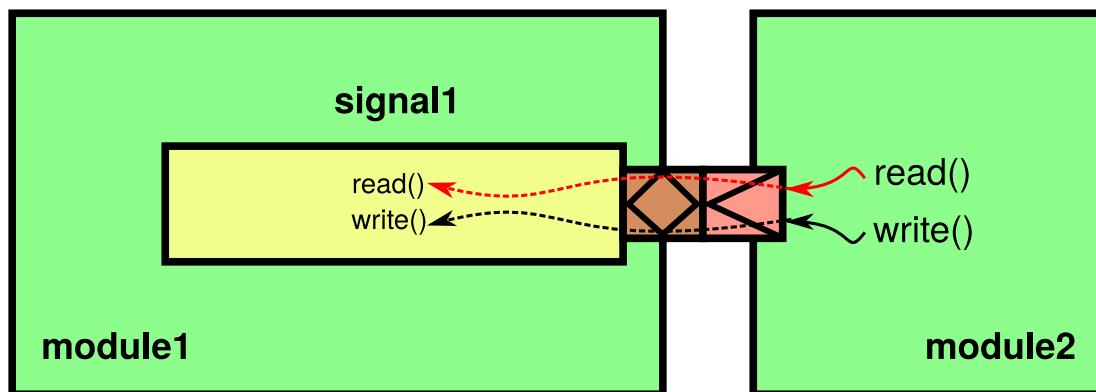 signal1
read()
write()
read()
write()
module1
module2